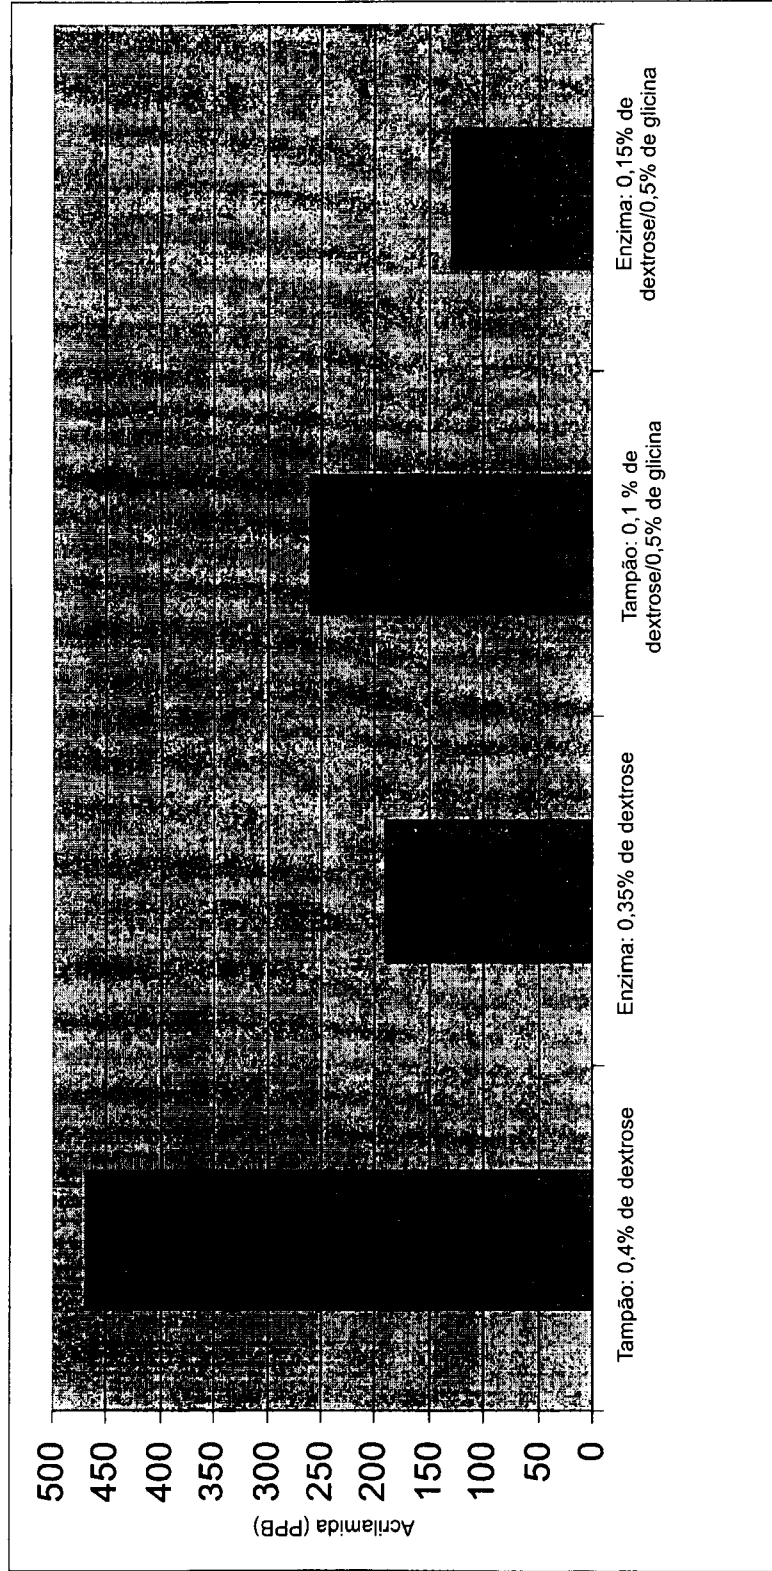 Acrilamida (PPB)
500
450
400
350
300
250
200
150
100
50
0
Tampão: 0,4% de dextrose
Enzima: 0,35% de dextrose
Tampão: 0,1 % de
dextrose/0,5% de glicina
Enzima: 0,15% de
dextrose/0,5% de glicina